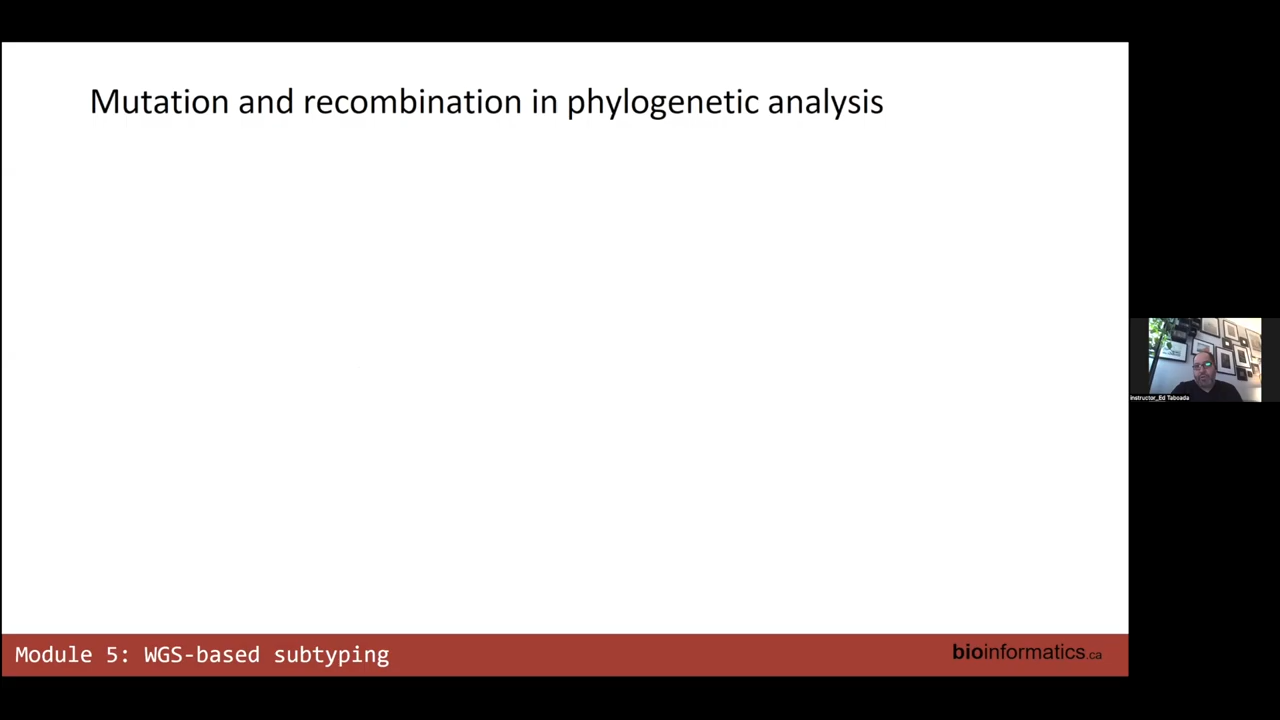 Mutation and recombination in phylogenetic analysis
instructor_Ed Taboada
Module 5: WGS-based subtyping
bioinformatics.ca